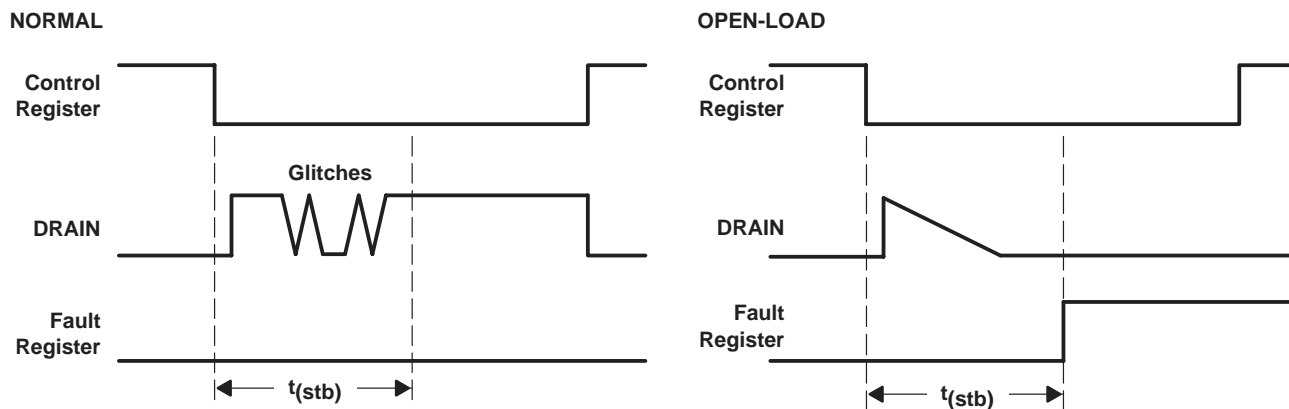 NORMAL
Control
Register
Glitches
DRAIN
Fault
Register
t(stb)
OPEN-LOAD
Control
Register
DRAIN
Fault
Register
t(stb)